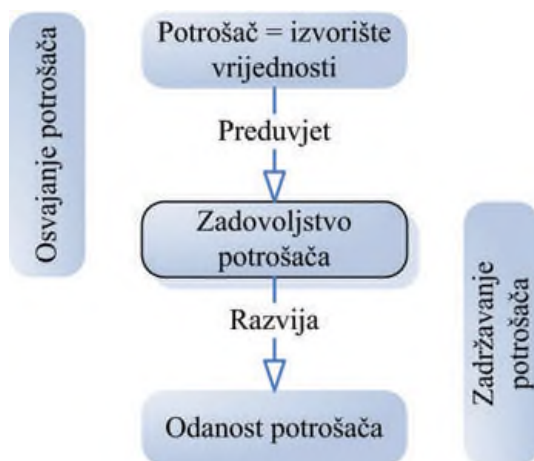 Osvajanje potrošača
Potrošač = izvorište
vrijednosti
Preduvjet
Zadovoljstvo
potrošača
Razvija
Odanost potrošača
Zadržavanje
potrošača